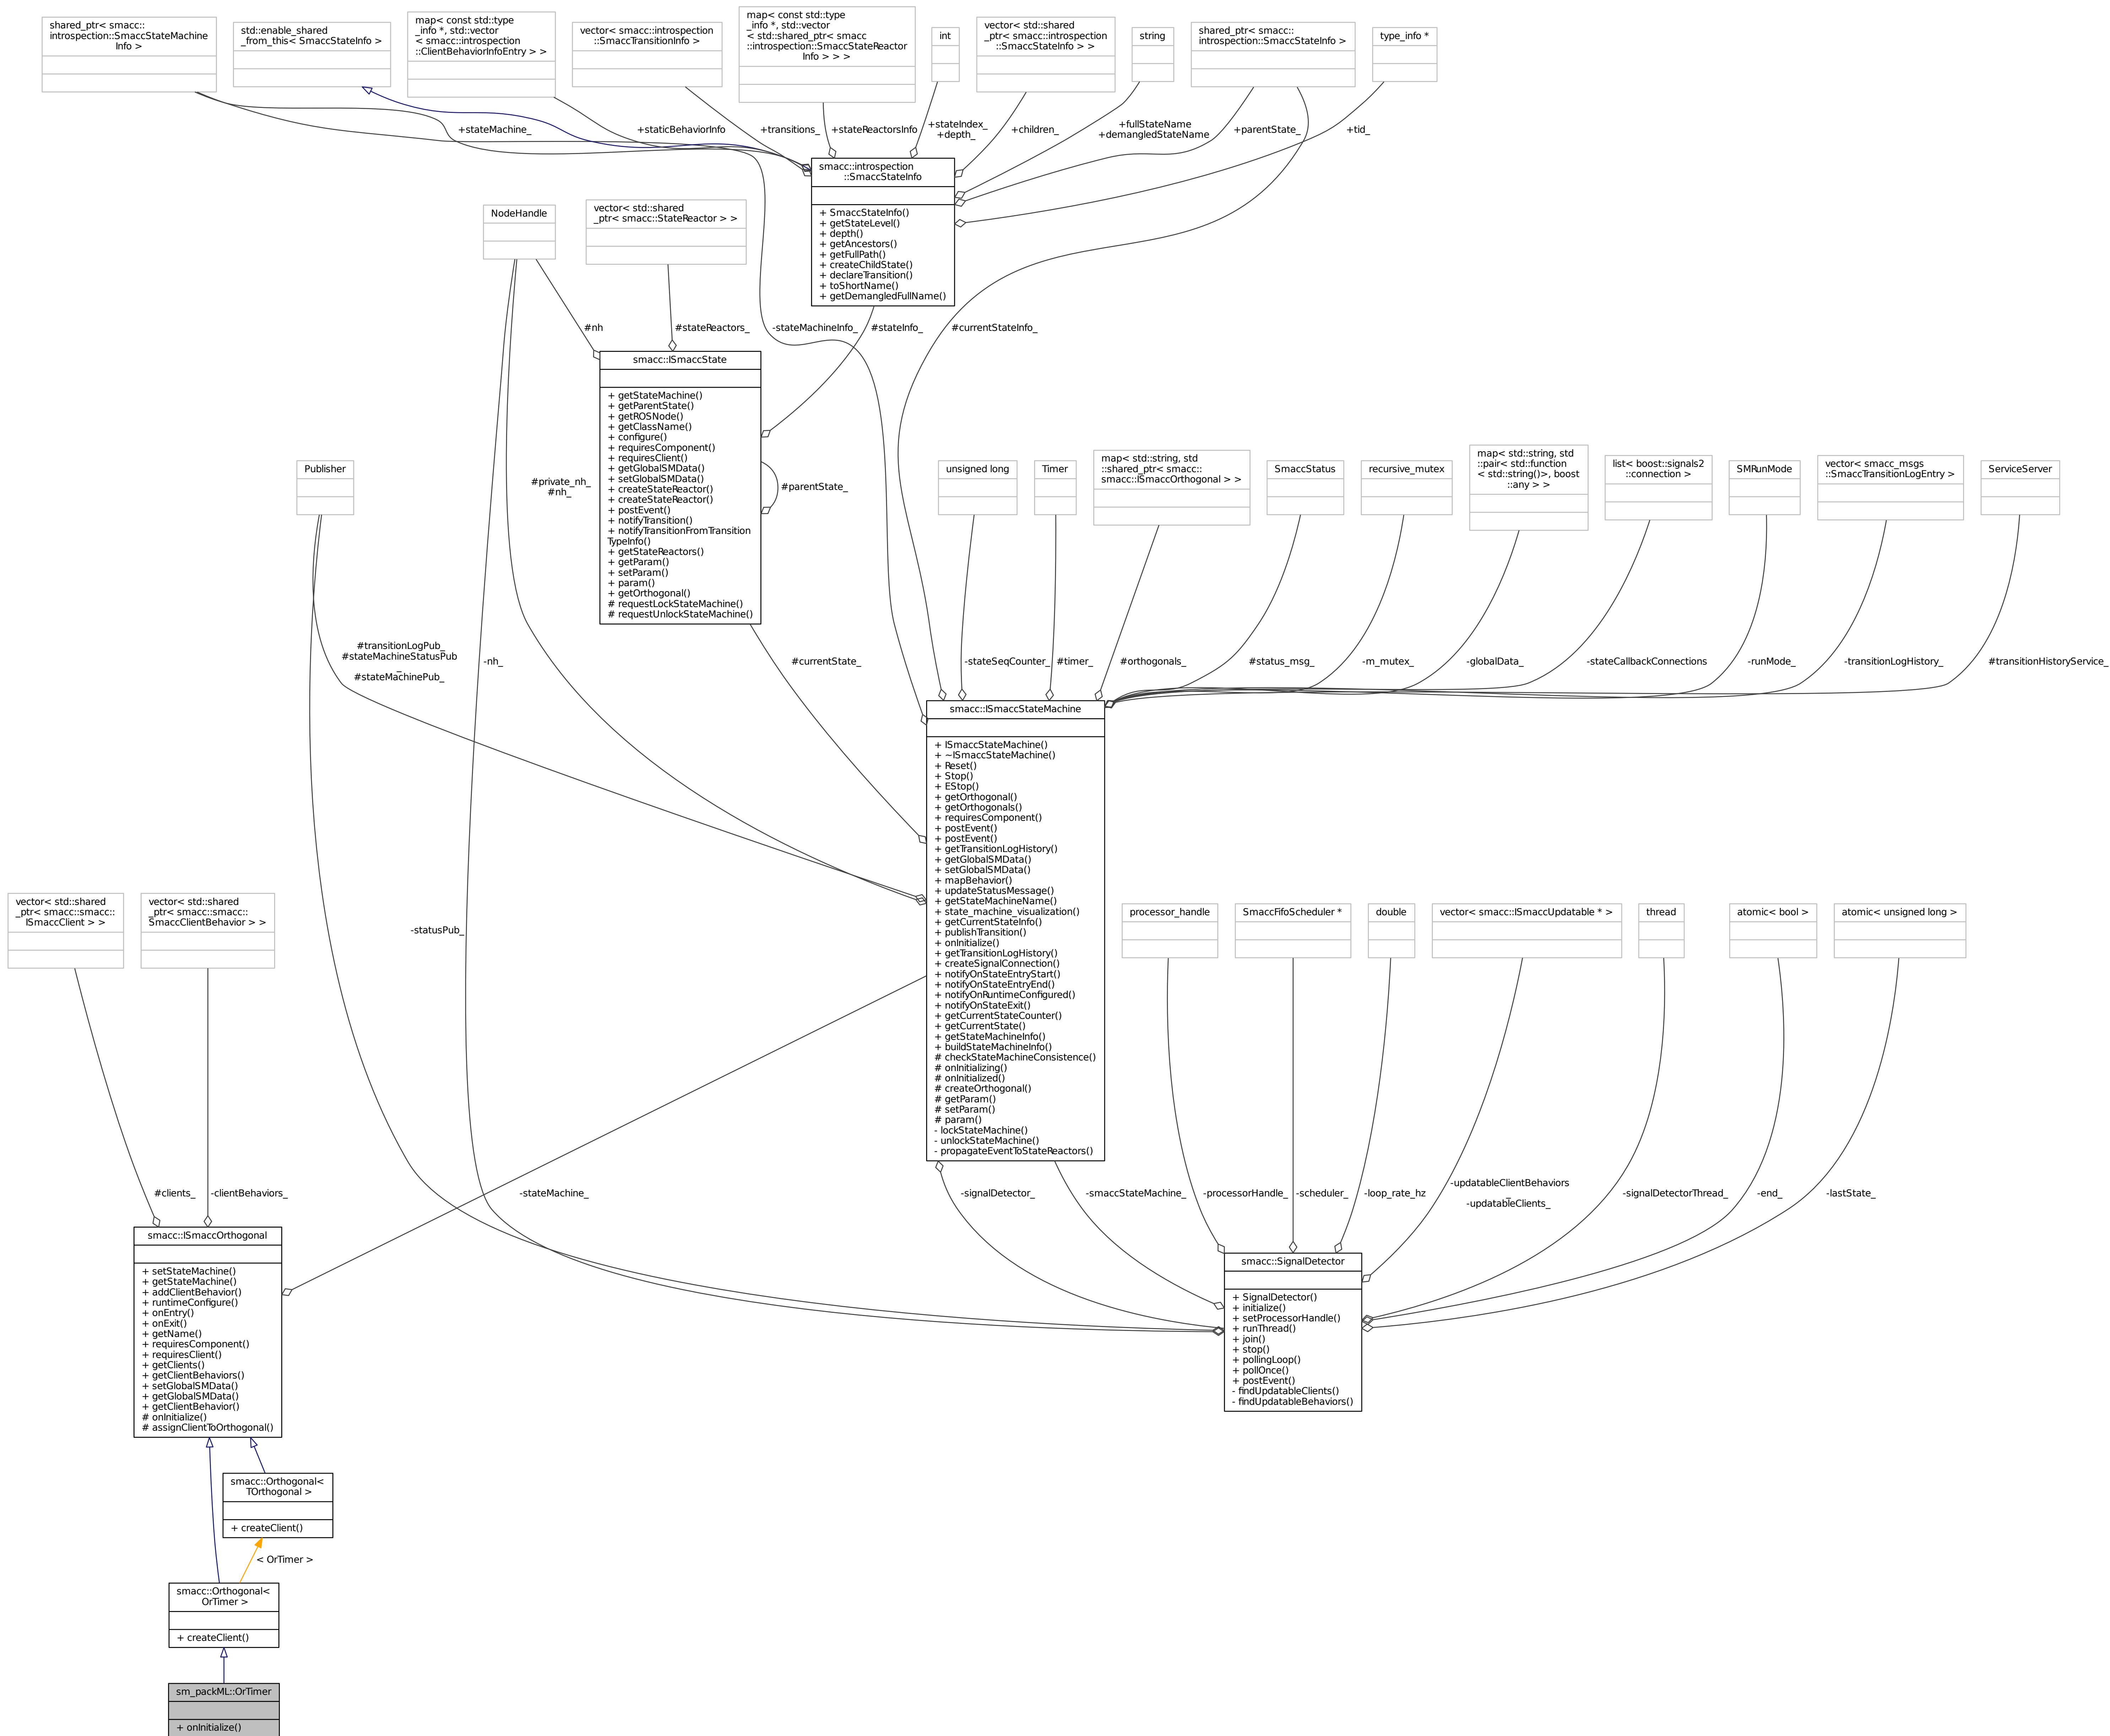 shared_ptr< smacc::
introspection::SmaccStateMachine
Info >
std::enable_shared
_from_this< SmaccStateInfo >
map< const std::type
_info *, std::vector
< smacc::introspection
::ClientBehaviorInfoEntry > >
vector< smacc::introspection
::SmaccTransitionInfo >
map< const std::type
_info *, std::vector
< std::shared_ptr< smacc
::introspection::SmaccStateReactor
Info > > >
int
vector< std::shared
_ptr< smacc::introspection
::SmaccStateInfo > >
string
shared_ptr< smacc::
introspection::SmaccStateInfo >
type_info *
+stateMachine_
+staticBehaviorInfo
+transitions_
+stateReactorsInfo
+stateIndex_
+depth_
+children_
+fullStateName
+demangledStateName
+parentState_
+tid_
smacc::introspection
::SmaccStateInfo
+ SmaccStateInfo()
+ getStateLevel()
+ depth()
+ getAncestors()
+ getFullPath()
+ createChildState()
+ declareTransition()
+ toShortName()
+ getDemangledFullName()
NodeHandle
vector< std::shared
_ptr< smacc::StateReactor > >
#nh
#stateReactors_
-stateMachineInfo_
#stateInfo_
#currentStateInfo_
smacc::ISmaccState
+ getStateMachine()
+ getParentState()
+ getROSNode()
+ getClassName()
+ configure()
+ requiresComponent()
+ requiresClient()
+ getGlobalSMData()
+ setGlobalSMData()
+ createStateReactor()
+ createStateReactor()
+ postEvent()
+ notifyTransition()
+ notifyTransitionFromTransition
TypeInfo()
+ getStateReactors()
+ getParam()
+ setParam()
+ param()
+ getOrthogonal()
# requestLockStateMachine()
# requestUnlockStateMachine()
#parentState_
Publisher
#private_nh_
#nh_
unsigned long
Timer
map< std::string, std
::shared_ptr< smacc::
smacc::ISmaccOrthogonal > >
SmaccStatus
recursive_mutex
map< std::string, std
::pair< std::function
< std::string()>, boost
::any > >
list< boost::signals2
::connection >
SMRunMode
vector< smacc_msgs
::SmaccTransitionLogEntry >
ServiceServer
#transitionLogPub_
#stateMachineStatusPub
_
#stateMachinePub_
-nh_
#currentState_
-stateSeqCounter_
#timer_
#orthogonals_
#status_msg_
-m_mutex_
-globalData_
-stateCallbackConnections
-runMode_
-transitionLogHistory_
#transitionHistoryService_
smacc::ISmaccStateMachine
+ ISmaccStateMachine()
+ ~ISmaccStateMachine()
+ Reset()
+ Stop()
+ EStop()
+ getOrthogonal()
+ getOrthogonals()
+ requiresComponent()
+ postEvent()
+ postEvent()
+ getTransitionLogHistory()
+ getGlobalSMData()
+ setGlobalSMData()
+ mapBehavior()
+ updateStatusMessage()
+ getStateMachineName()
+ state_machine_visualization()
+ getCurrentStateInfo()
+ publishTransition()
+ onInitialize()
+ getTransitionLogHistory()
+ createSignalConnection()
+ notifyOnStateEntryStart()
+ notifyOnStateEntryEnd()
+ notifyOnRuntimeConfigured()
+ notifyOnStateExit()
+ getCurrentStateCounter()
+ getCurrentState()
+ getStateMachineInfo()
+ buildStateMachineInfo()
# checkStateMachineConsistence()
# onInitializing()
# onInitialized()
# createOrthogonal()
# getParam()
# setParam()
# param()
- lockStateMachine()
- unlockStateMachine()
- propagateEventToStateReactors()
vector< std::shared
_ptr< smacc::smacc::
ISmaccClient > >
vector< std::shared
_ptr< smacc::smacc::
SmaccClientBehavior > >
-statusPub_
processor_handle
SmaccFifoScheduler *
double
vector< smacc::ISmaccUpdatable * >
thread
atomic< bool >
atomic< unsigned long >
#clients_
-clientBehaviors_
-stateMachine_
-signalDetector_
-smaccStateMachine_
-processorHandle_
-scheduler_
-loop_rate_hz
-updatableClientBehaviors
_
-updatableClients_
-signalDetectorThread_
-end_
-lastState_
smacc::ISmaccOrthogonal
+ setStateMachine()
+ getStateMachine()
+ addClientBehavior()
+ runtimeConfigure()
+ onEntry()
+ onExit()
+ getName()
+ requiresComponent()
+ requiresClient()
+ getClients()
+ getClientBehaviors()
+ setGlobalSMData()
+ getGlobalSMData()
+ getClientBehavior()
# onInitialize()
# assignClientToOrthogonal()
smacc::SignalDetector
+ SignalDetector()
+ initialize()
+ setProcessorHandle()
+ runThread()
+ join()
+ stop()
+ pollingLoop()
+ pollOnce()
+ postEvent()
- findUpdatableClients()
- findUpdatableBehaviors()
smacc::Orthogonal<
TOrthogonal >
+ createClient()
< OrTimer >
smacc::Orthogonal<
OrTimer >
+ createClient()
sm_packML::OrTimer
+ onInitialize()